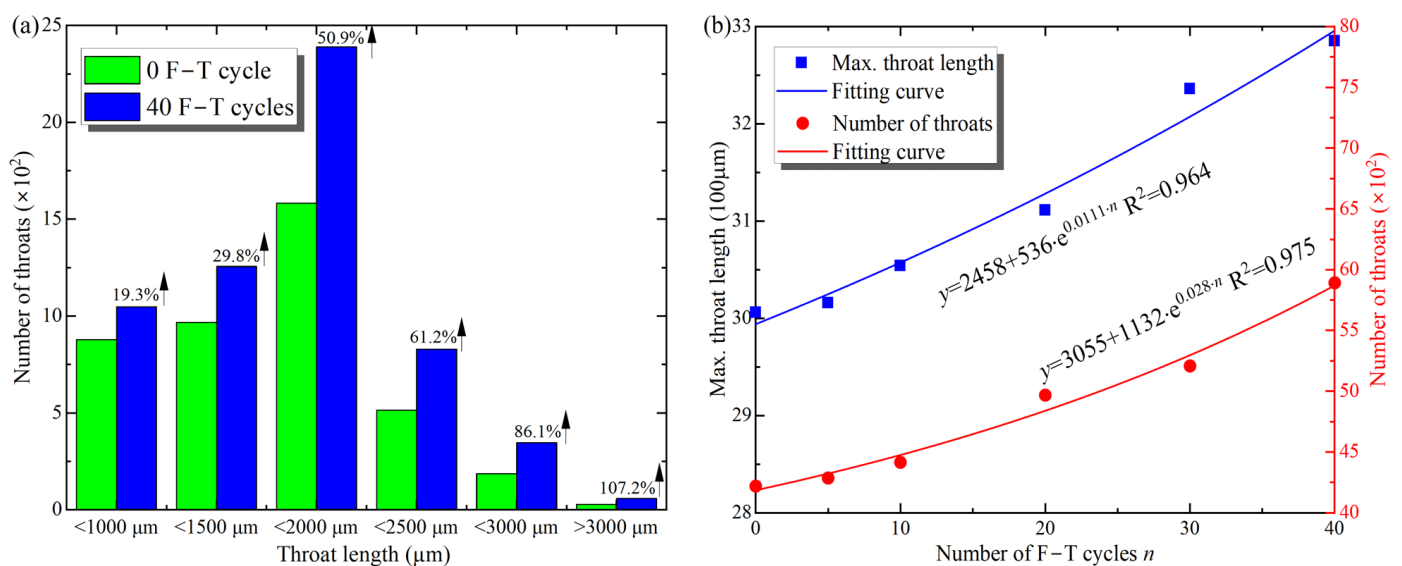 (a)
25
20
15
10
5
0
Number of throats (×10²)
0 F−T cycle
40 F−T cycles
19.3%
29.8%
50.9%
61.2%
86.1%
107.2%
<1000 μm <1500 μm <2000 μm <2500 μm <3000 μm >3000 μm
Throat length (μm)
(b)
33
32
31
30
29
28
Max. throat length (100μm)
Max. throat length
Fitting curve
Number of throats
Fitting curve
y=2458+536·e^0.0111·n R²=0.964
y=3055+1132·e^0.028·n R²=0.975
80
75
70
65
60
55
50
45
40
Number of throats (×10²)
0 10 20 30 40
Number of F−T cycles n